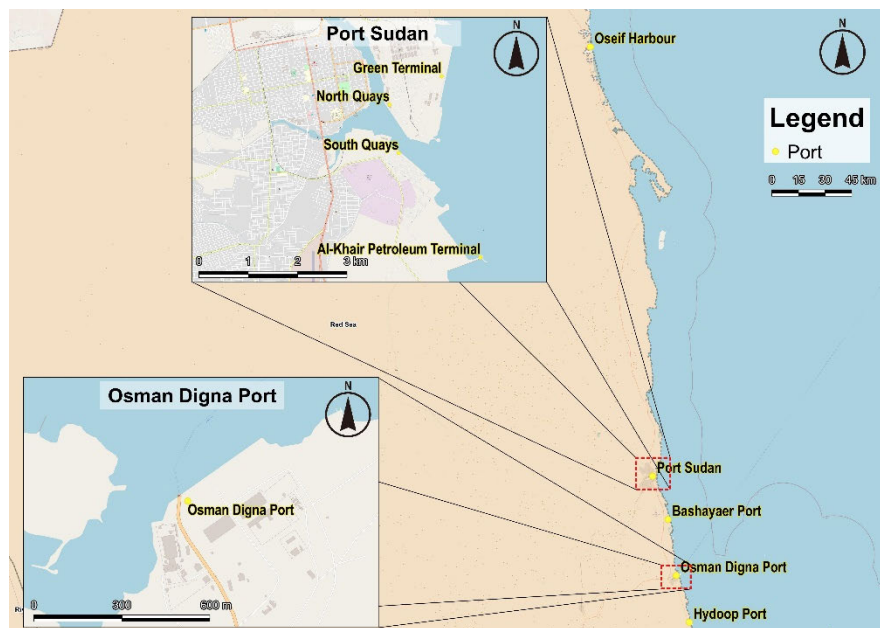 Port Sudan
N
Green Terminal
North Quays
South Quays
Al-Khair Petroleum Terminal
0 1 2 3 km
Oseif Harbour
N
Legend
Port
0 15 30 45 km
Red Sea
Osman Digna Port
N
Osman Digna Port
0 300 600 m
Port Sudan
Bashayaer Port
Osman Digna Port
Hydoop Port